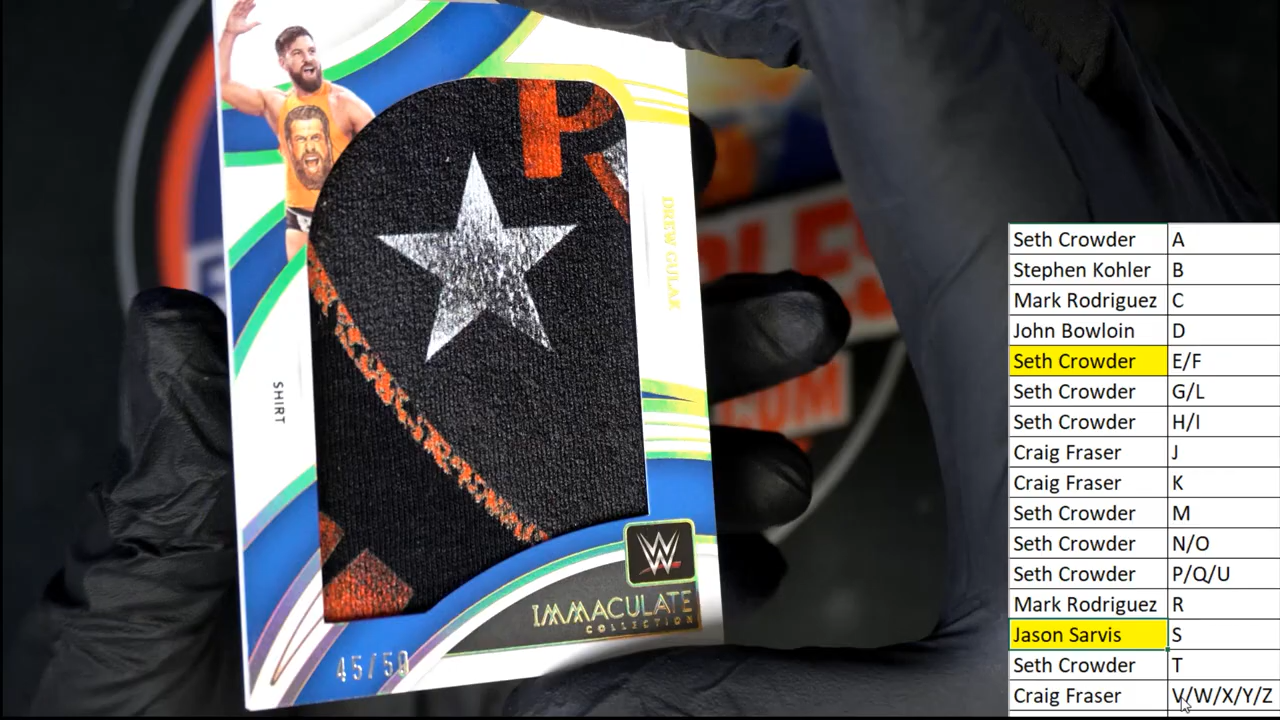 R
DREW GULAK
SHIRT
W
IMMACULATE
COLLECTION
45/50
Seth Crowder A
Stephen Kohler B
Mark Rodriguez C
John Bowloin D
Seth Crowder E/F
Seth Crowder G/L
Seth Crowder H/I
Craig Fraser J
Craig Fraser K
Seth Crowder M
Seth Crowder N/O
Seth Crowder P/Q/U
Mark Rodriguez R
Jason Sarvis S
Seth Crowder T
Craig Fraser V/W/X/Y/Z